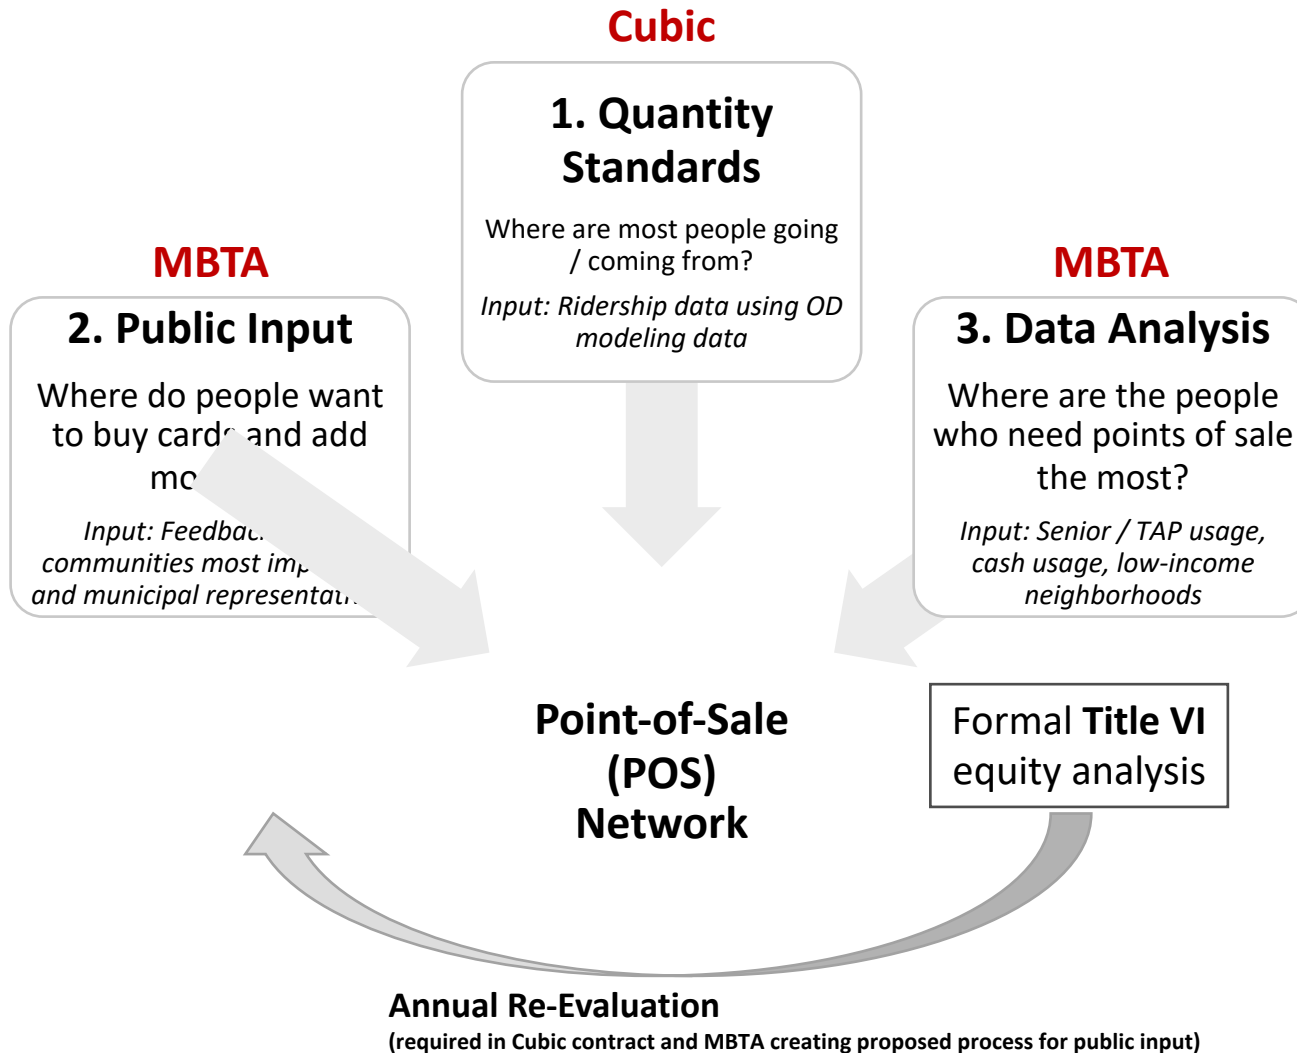 Cubic
1. Quantity
Standards
Where are most people going
/ coming from?
Input: Ridership data using OD
modeling data
MBTA
2. Public Input
Where do people want
to buy cards and add
Input: Feedback
communities most
and municipal
MBTA
3. Data Analysis
Where are the people
who need points of sale
the most?
Input: Senior / TAP usage,
cash usage, low-income
neighborhoods
Point-of-Sale
(POS)
Network
Formal Title VI
equity analysis
Annual Re-Evaluation
(required in Cubic contract and MBTA creating proposed process for public input)